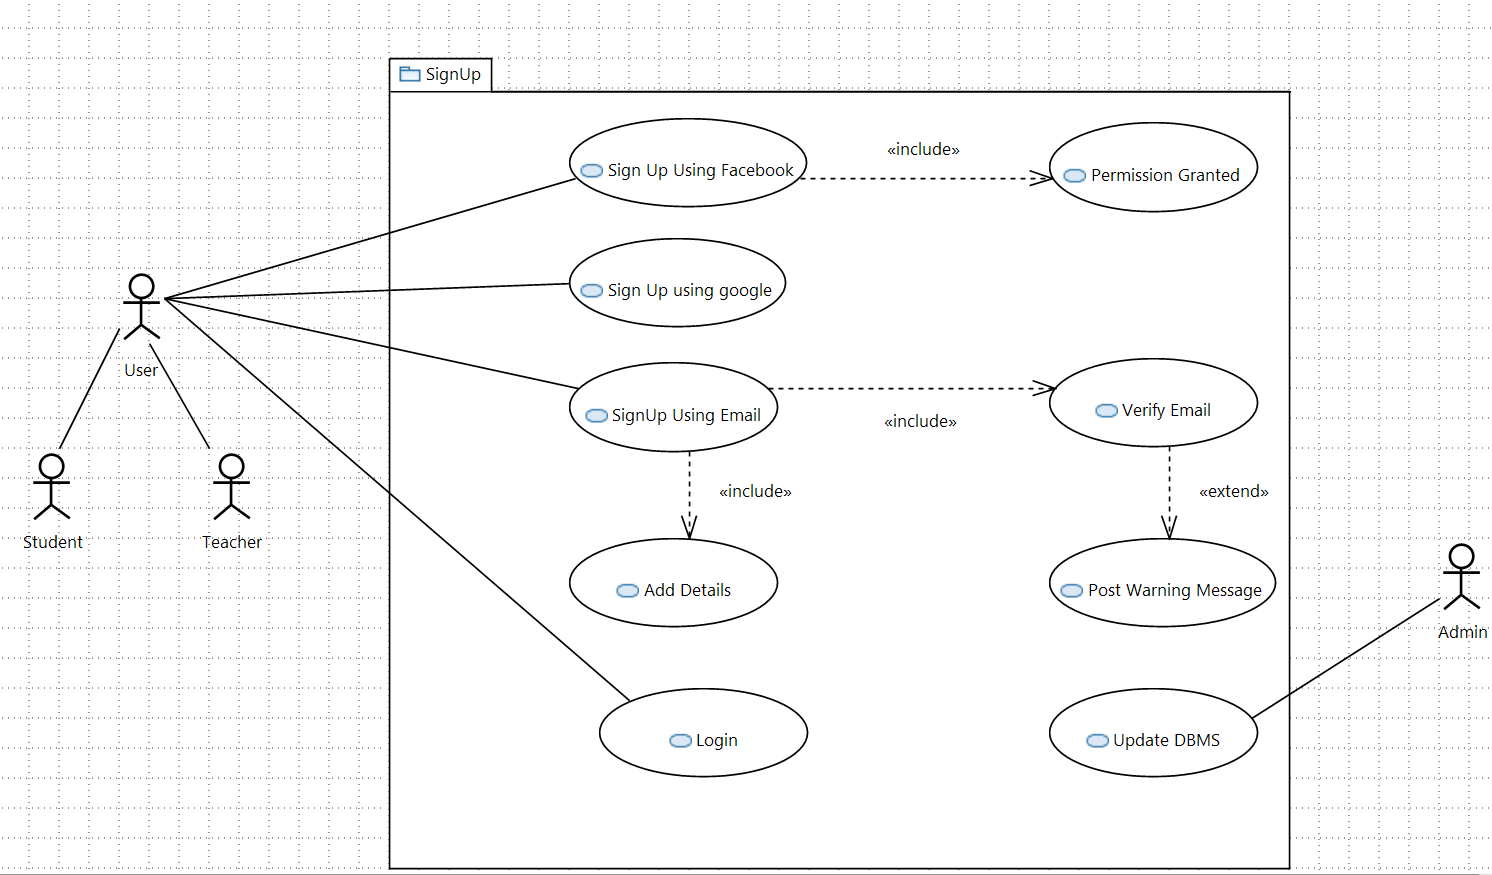 SignUp
Sign Up Using Facebook
«include»
Permission Granted
Sign Up using google
User
SignUp Using Email
«include»
Verify Email
«include»
«extend»
Student
Teacher
Add Details
Post Warning Message
Admin
Login
Update DBMS